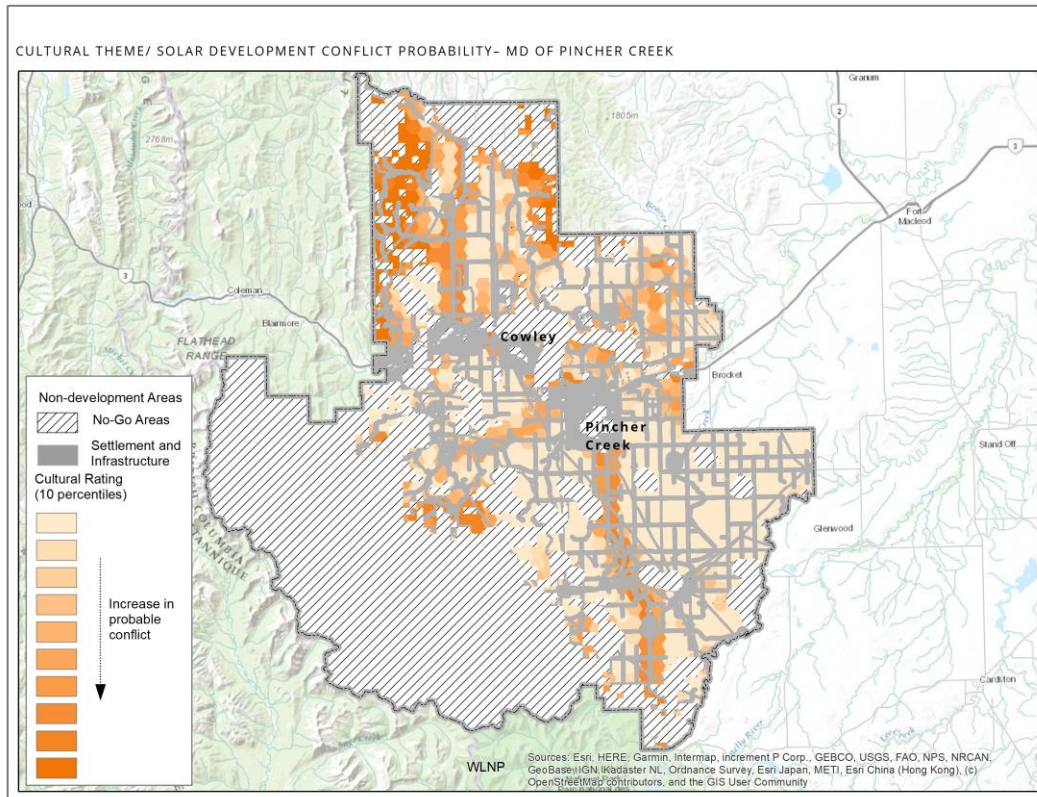 CULTURAL THEME/ SOLAR DEVELOPMENT CONFLICT PROBABILITY– MD OF PINCHER CREEK
Granum
1805m
2
3
2768m
Fort
Macleod
3
Coleman
Blairmore
FLATHEAD
RANGE
Cowley
Brocket
Pincher
Creek
Stand Off
Glenwood
Cardston
Non-development Areas
No-Go Areas
Settlement and
Infrastructure
Cultural Rating
(10 percentiles)
Increase in
probable
conflict
WLNP
Sources: Esri, HERE, Garmin, Intermap, increment P Corp., GEBCO, USGS, FAO, NPS, NRCAN,
GeoBase, IGN, Kadaster NL, Ordnance Survey, Esri Japan, METI, Esri China (Hong Kong), (c)
OpenStreetMap contributors, and the GIS User Community